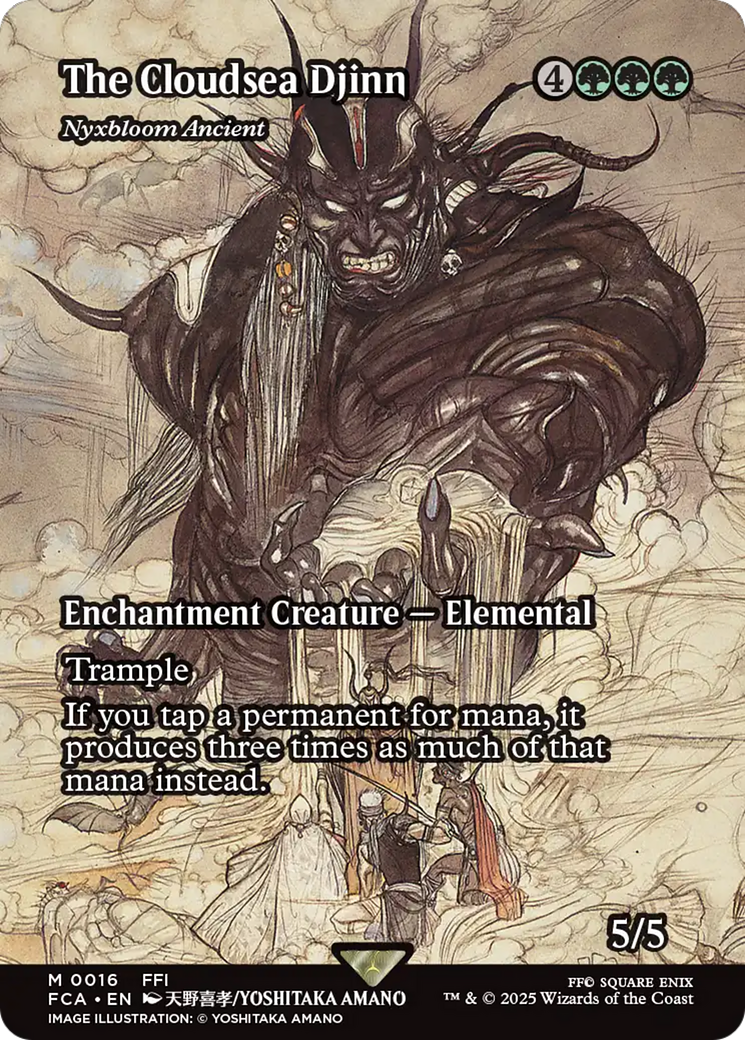 The Cloudsea Djinn 4
Nyxbloom Ancient
Enchantment Creature — Elemental
Trample
If you tap a permanent for mana, it
produces three times as much of that
mana instead.
5/5
M 0016 FFI
FCA • EN 天野喜孝/YOSHITAKA AMANO
IMAGE ILLUSTRATION: © YOSHITAKA AMANO
FF© SQUARE ENIX
™ & © 2025 Wizards of the Coast